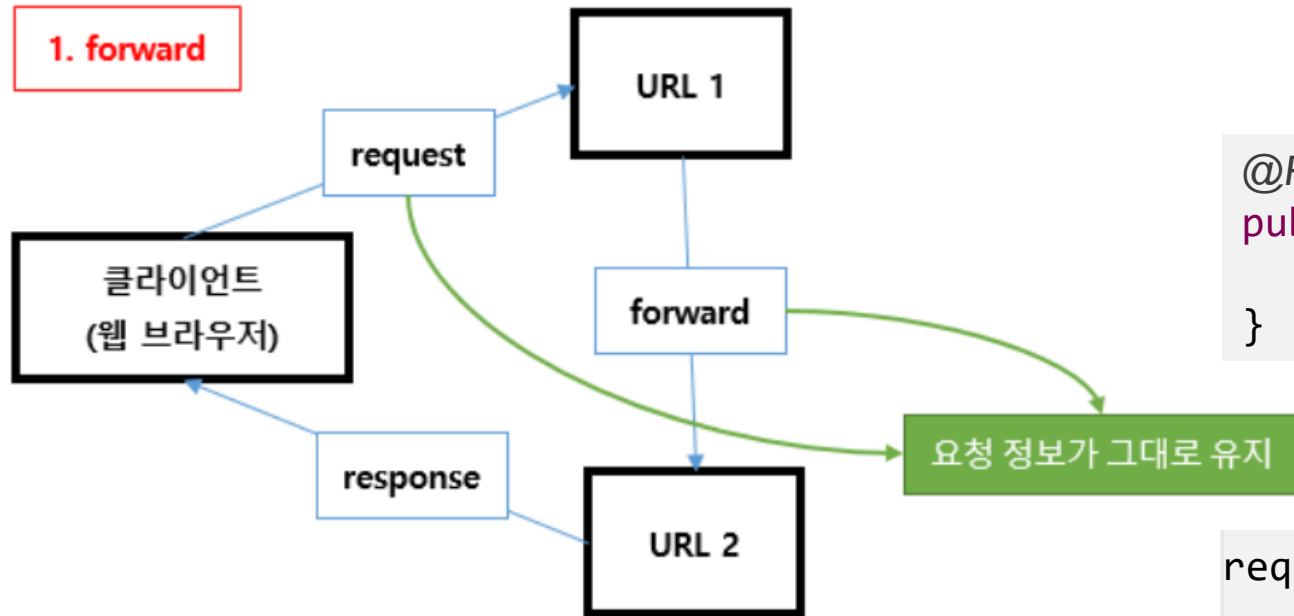 1. forward
URL 1
request
클라이언트
(웹 브라우저)
forward
요청 정보가 그대로 유지
response
URL 2
}